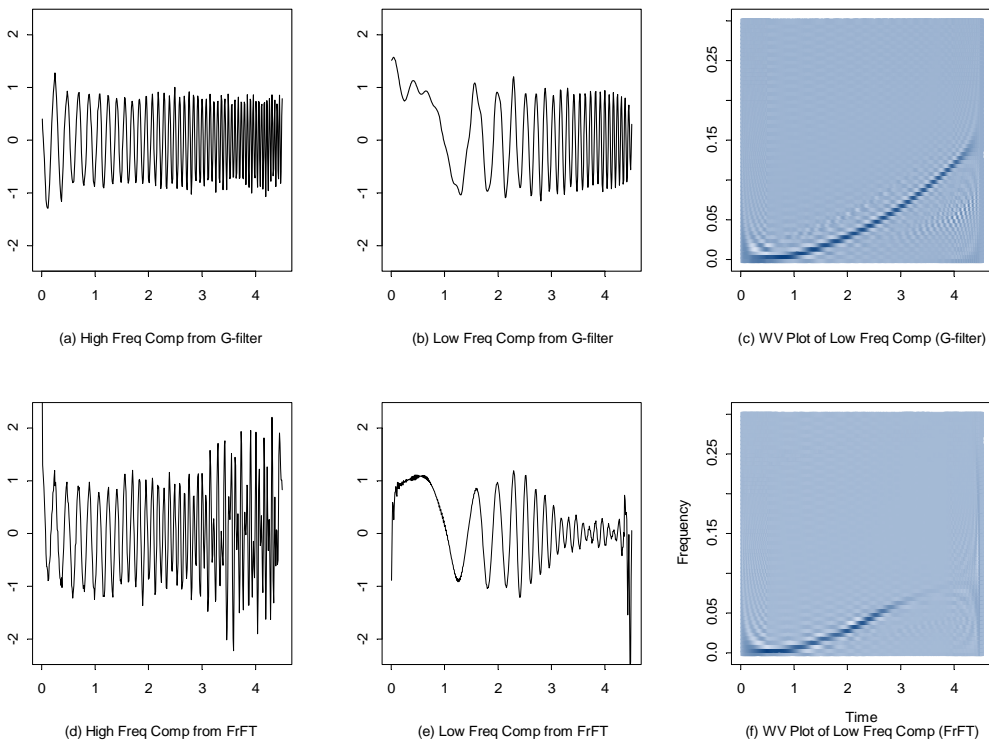 2
1
0
-1
-2
0 1 2 3 4
(a) High Freq Comp from G-filter
2
1
0
-1
-2
0 1 2 3 4
(b) Low Freq Comp from G-filter
0.25
0.15
0.05
0.0
0 1 2 3 4
(c) WV Plot of Low Freq Comp (G-filter)
2
1
0
-1
-2
0 1 2 3 4
(d) High Freq Comp from FrFT
2
1
0
-1
-2
0 1 2 3 4
(e) Low Freq Comp from FrFT
Frequency
0.25
0.15
0.05
0.0
0 1 2 3 4
Time
(f) WV Plot of Low Freq Comp (FrFT)